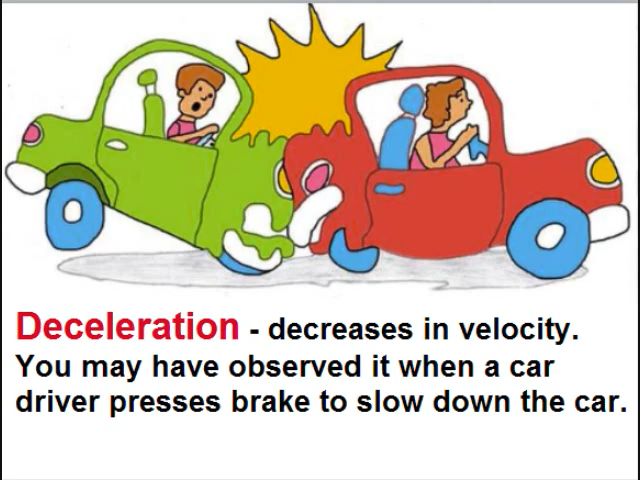 Deceleration - decreases in velocity.
You may have observed it when a car
driver presses brake to slow down the car.